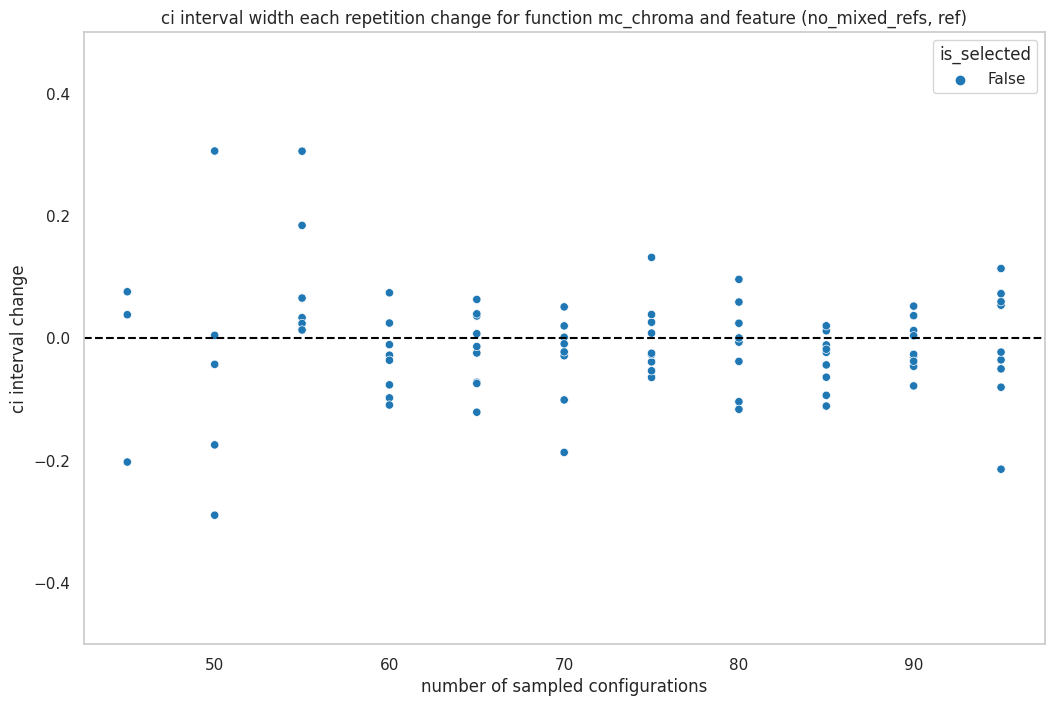 ci interval width each repetition change for function mc_chroma and feature (no_mixed_refs, ref)
is_selected
False
ci interval change
0.4
0.2
0.0
−0.2
−0.4
50
60
70
80
90
number of sampled configurations